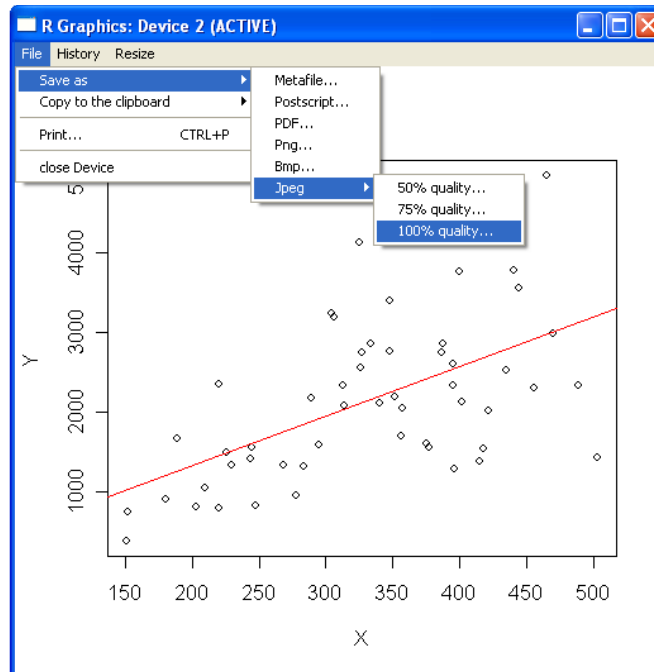 R Graphics: Device 2 (ACTIVE)
File History Resize
Save as
Copy to the clipboard
Print... CTRL+P
close Device
Metafile...
Postscript...
PDF...
Png...
Bmp...
Jpeg
50% quality...
75% quality...
100% quality...
4000
3000
2000
1000
Y
150 200 250 300 350 400 450 500
X